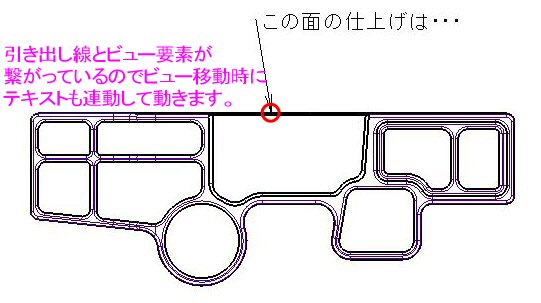 この面の仕上げは・・・
引き出し線とビュー要素が
繋がっているのでビュー移動時に
テキストも連動して動きます。